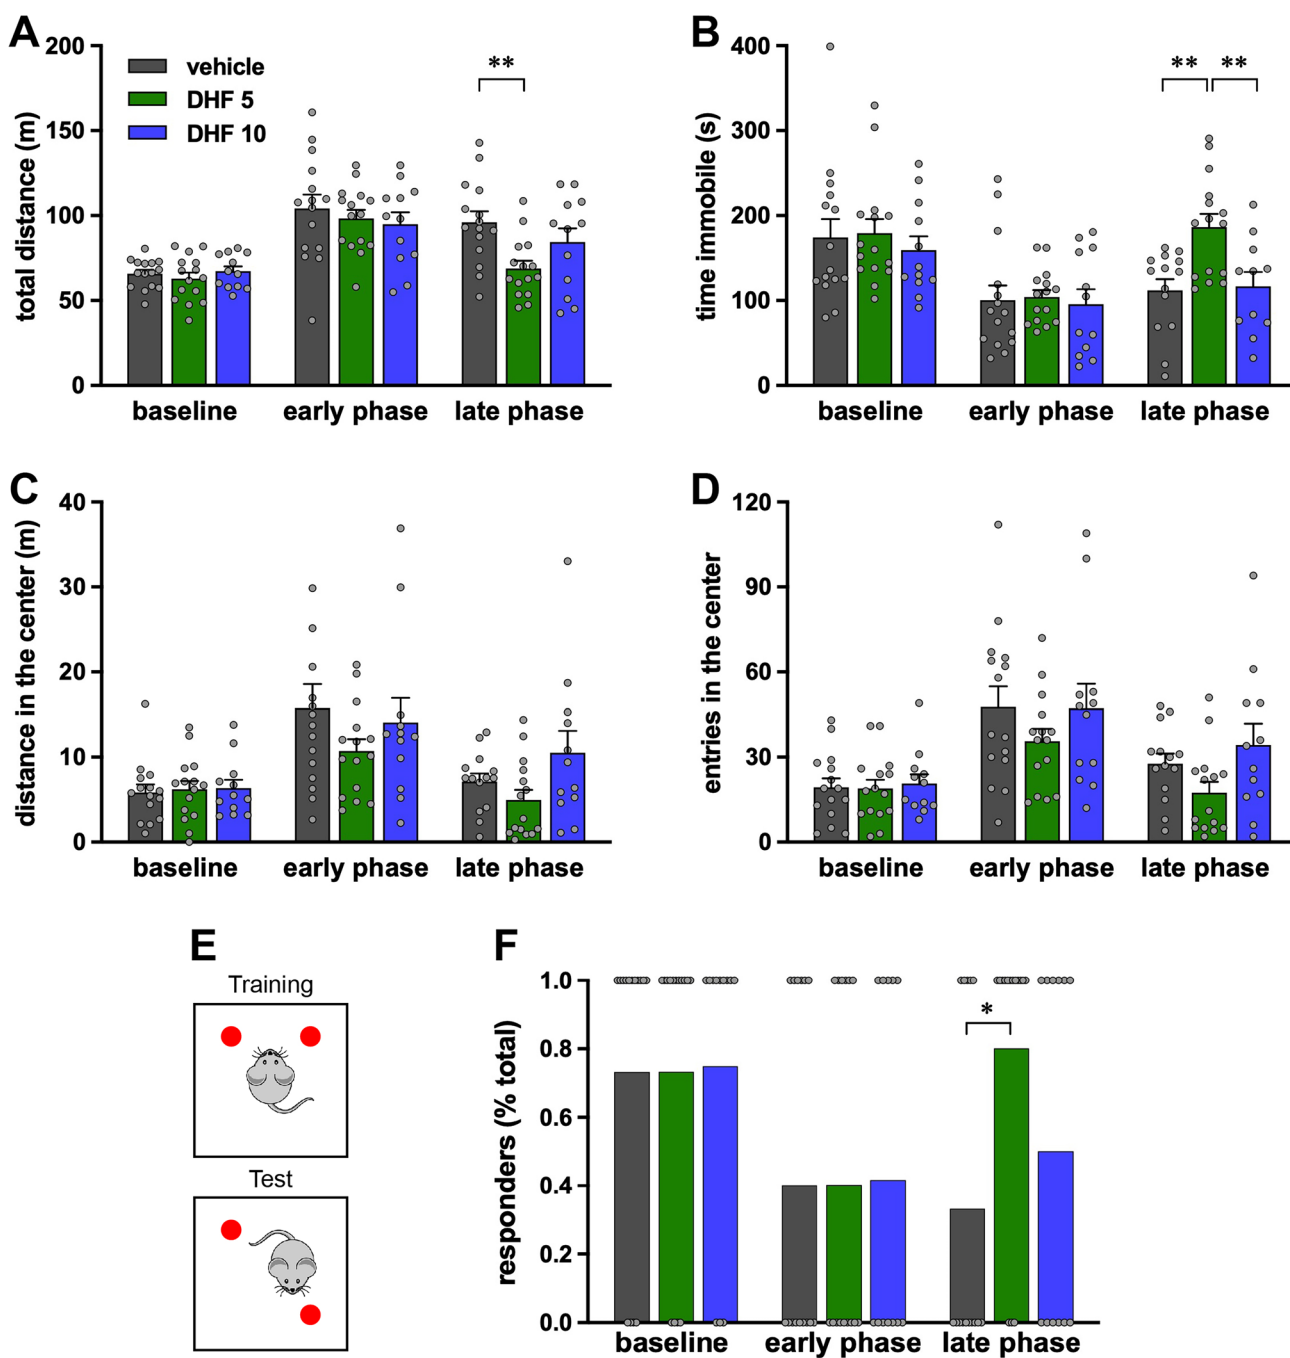 A
total distance (m)
200
150
100
50
0
vehicle
DHF 5
DHF 10
**
baseline
early phase
late phase
B
time immobile (s)
400
300
200
100
0
**
**
baseline
early phase
late phase
C
distance in the center (m)
40
30
20
10
0
baseline
early phase
late phase
D
entries in the center
120
90
60
30
0
baseline
early phase
late phase
E
Training
Test
F
responders (% total)
1.0
0.8
0.6
0.4
0.2
0.0
*
baseline
early phase
late phase